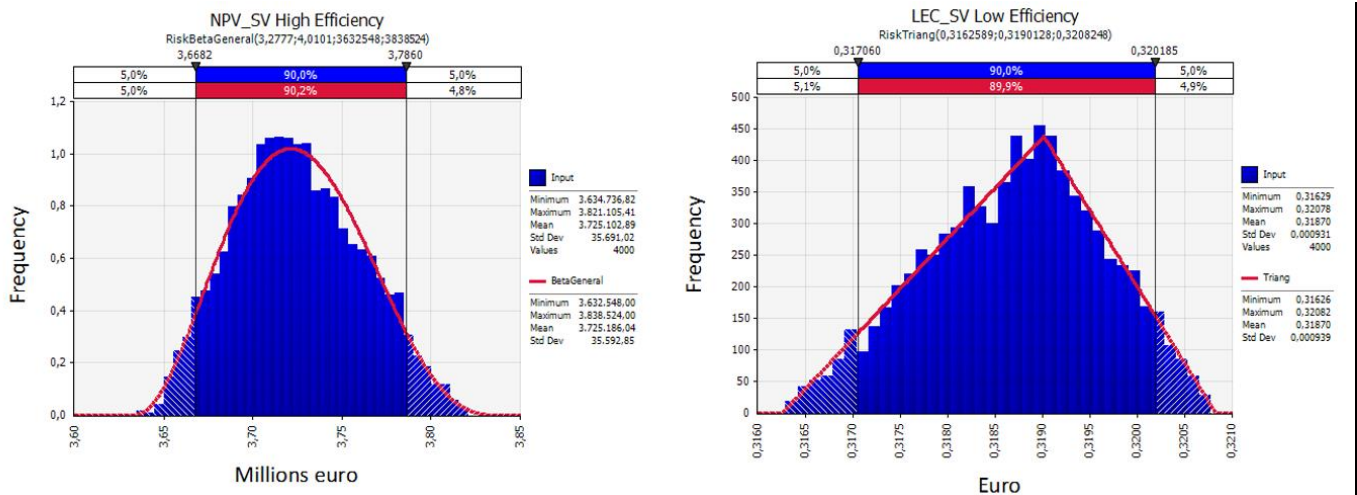 NPV_SV High Efficiency
RiskBetaGeneral(3,2777;4,0101;3632548;3838524)
3,6682 3,7860
5,0% 90,0% 5,0%
5,0% 90,2% 4,8%
1,2
1,0
0,8
0,6
0,4
0,2
0,0
Frequency
3,60 3,65 3,70 3,75 3,80 3,85
Millions euro
Input
Minimum 3.634.736,82
Maximum 3.821.105,41
Mean 3.725.102,89
Std Dev 35.691,02
Values 4000
BetaGeneral
Minimum 3.632.548,00
Maximum 3.838.524,00
Mean 3.725.186,04
Std Dev 35.592,85
LEC_SV Low Efficiency
RiskTriang(0,3162589;0,3190128;0,3208248)
0,317060 0,320185
5,0% 90,0% 5,0%
5,1% 89,9% 4,9%
500
450
400
350
300
250
200
150
100
50
0
Frequency
0,3160 0,3165 0,3170 0,3175 0,3180 0,3185 0,3190 0,3195 0,3200 0,3205 0,3210
Euro
Input
Minimum 0,31629
Maximum 0,32078
Mean 0,31870
Std Dev 0,000931
Values 4000
Triang
Minimum 0,31626
Maximum 0,32082
Mean 0,31870
Std Dev 0,000939